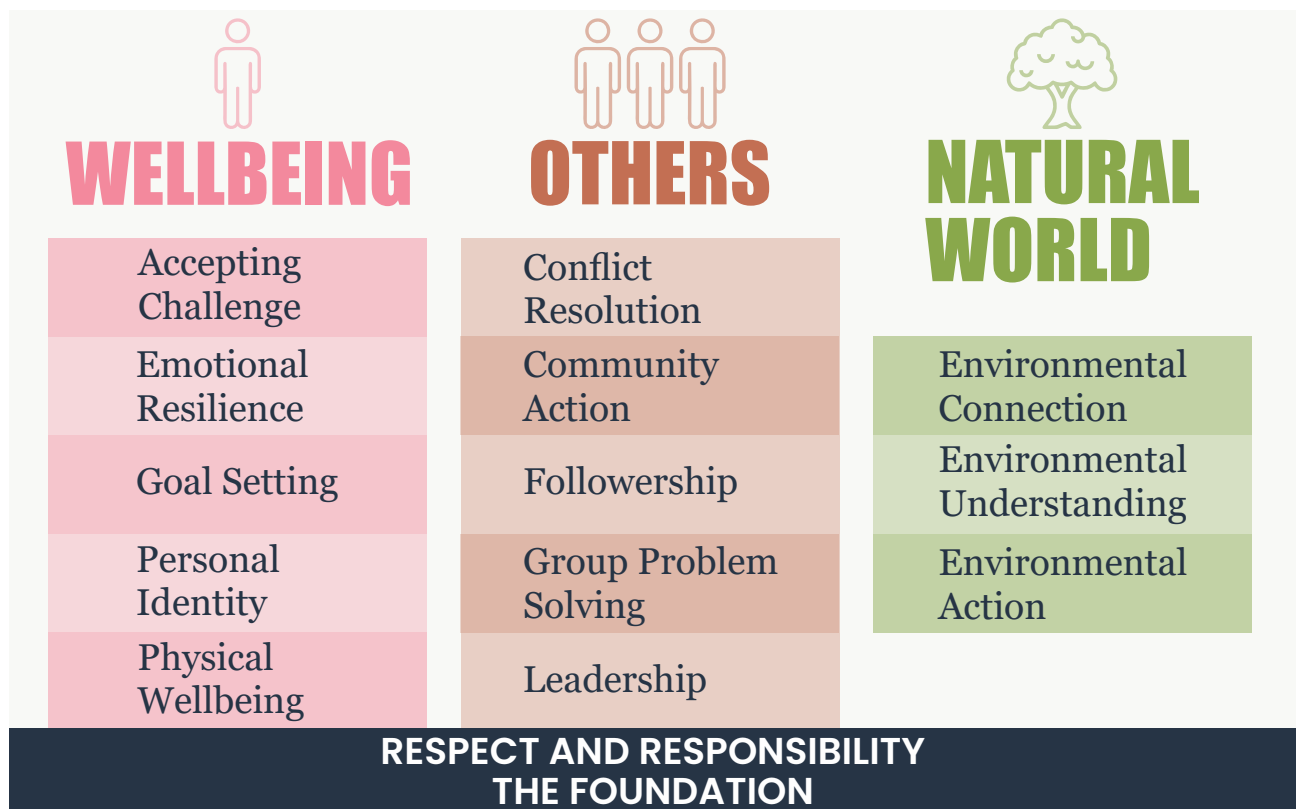 WELLBEING
Accepting
Challenge
Emotional
Resilience
Goal Setting
Personal
Identity
Physical
Wellbeing
OTHERS
Conflict
Resolution
Community
Action
Followership
Group Problem
Solving
Leadership
NATURAL
WORLD
Environmental
Connection
Environmental
Understanding
Environmental
Action
RESPECT AND RESPONSIBILITY
THE FOUNDATION